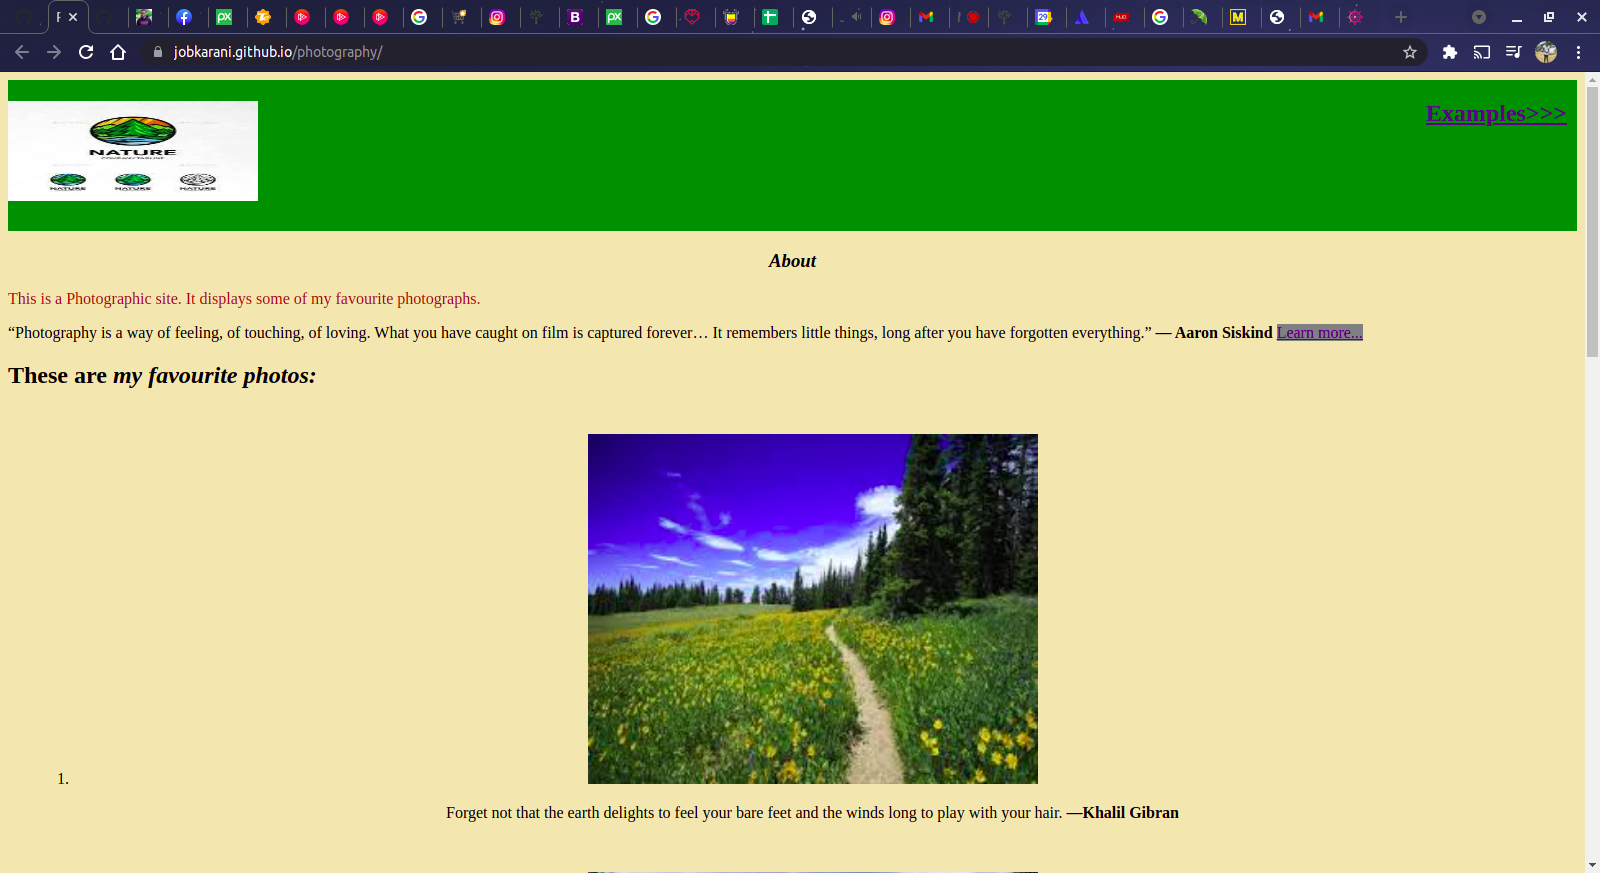 jobkarani.github.io/photography/
Examples>>>
NATURE
COMPANY TAGLINE
NATURE NATURE NATURE
About
This is a Photographic site. It displays some of my favourite photographs.
“Photography is a way of feeling, of touching, of loving. What you have caught on film is captured forever… It remembers little things, long after you have forgotten everything.” — Aaron Siskind Learn more...
These are my favourite photos:
1.
Forget not that the earth delights to feel your bare feet and the winds long to play with your hair. —Khalil Gibran